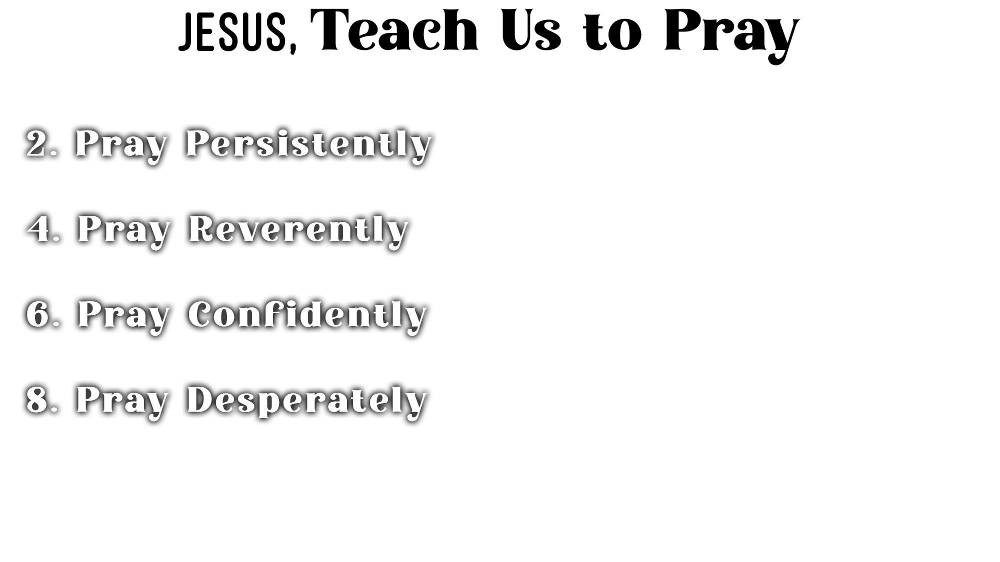 JESUS, Teach Us to Pray
2. Pray Persistently
4. Pray Reverently
6. Pray Confidently
8. Pray Desperately